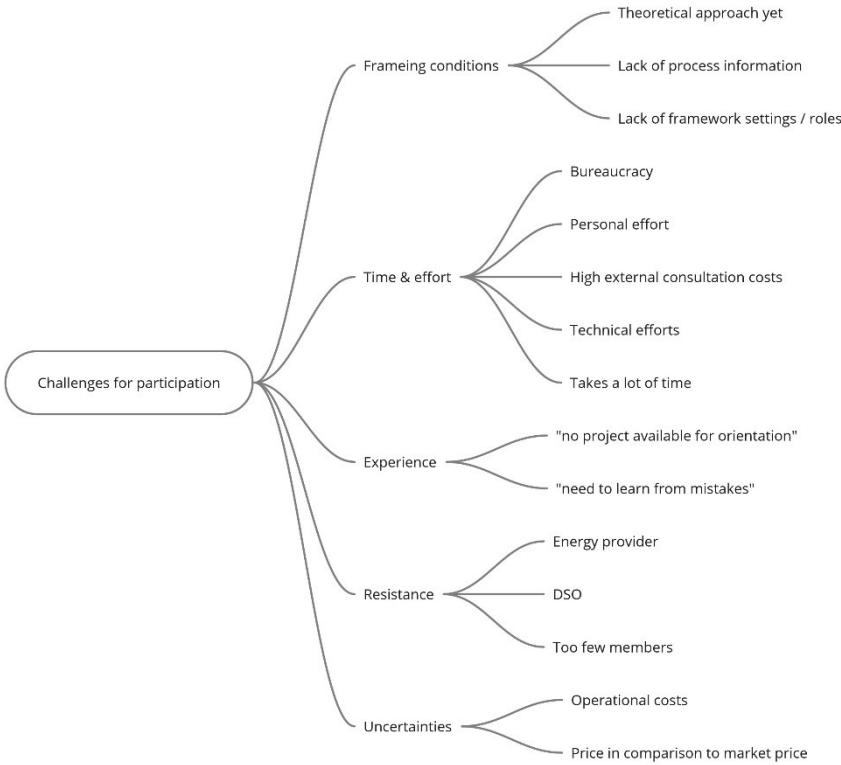 Challenges for participation
Frameing conditions
Theoretical approach yet
Lack of process information
Lack of framework settings / roles
Time & effort
Bureaucracy
Personal effort
High external consultation costs
Technical efforts
Takes a lot of time
Experience
"no project available for orientation"
"need to learn from mistakes"
Resistance
Energy provider
DSO
Too few members
Uncertainties
Operational costs
Price in comparison to market price